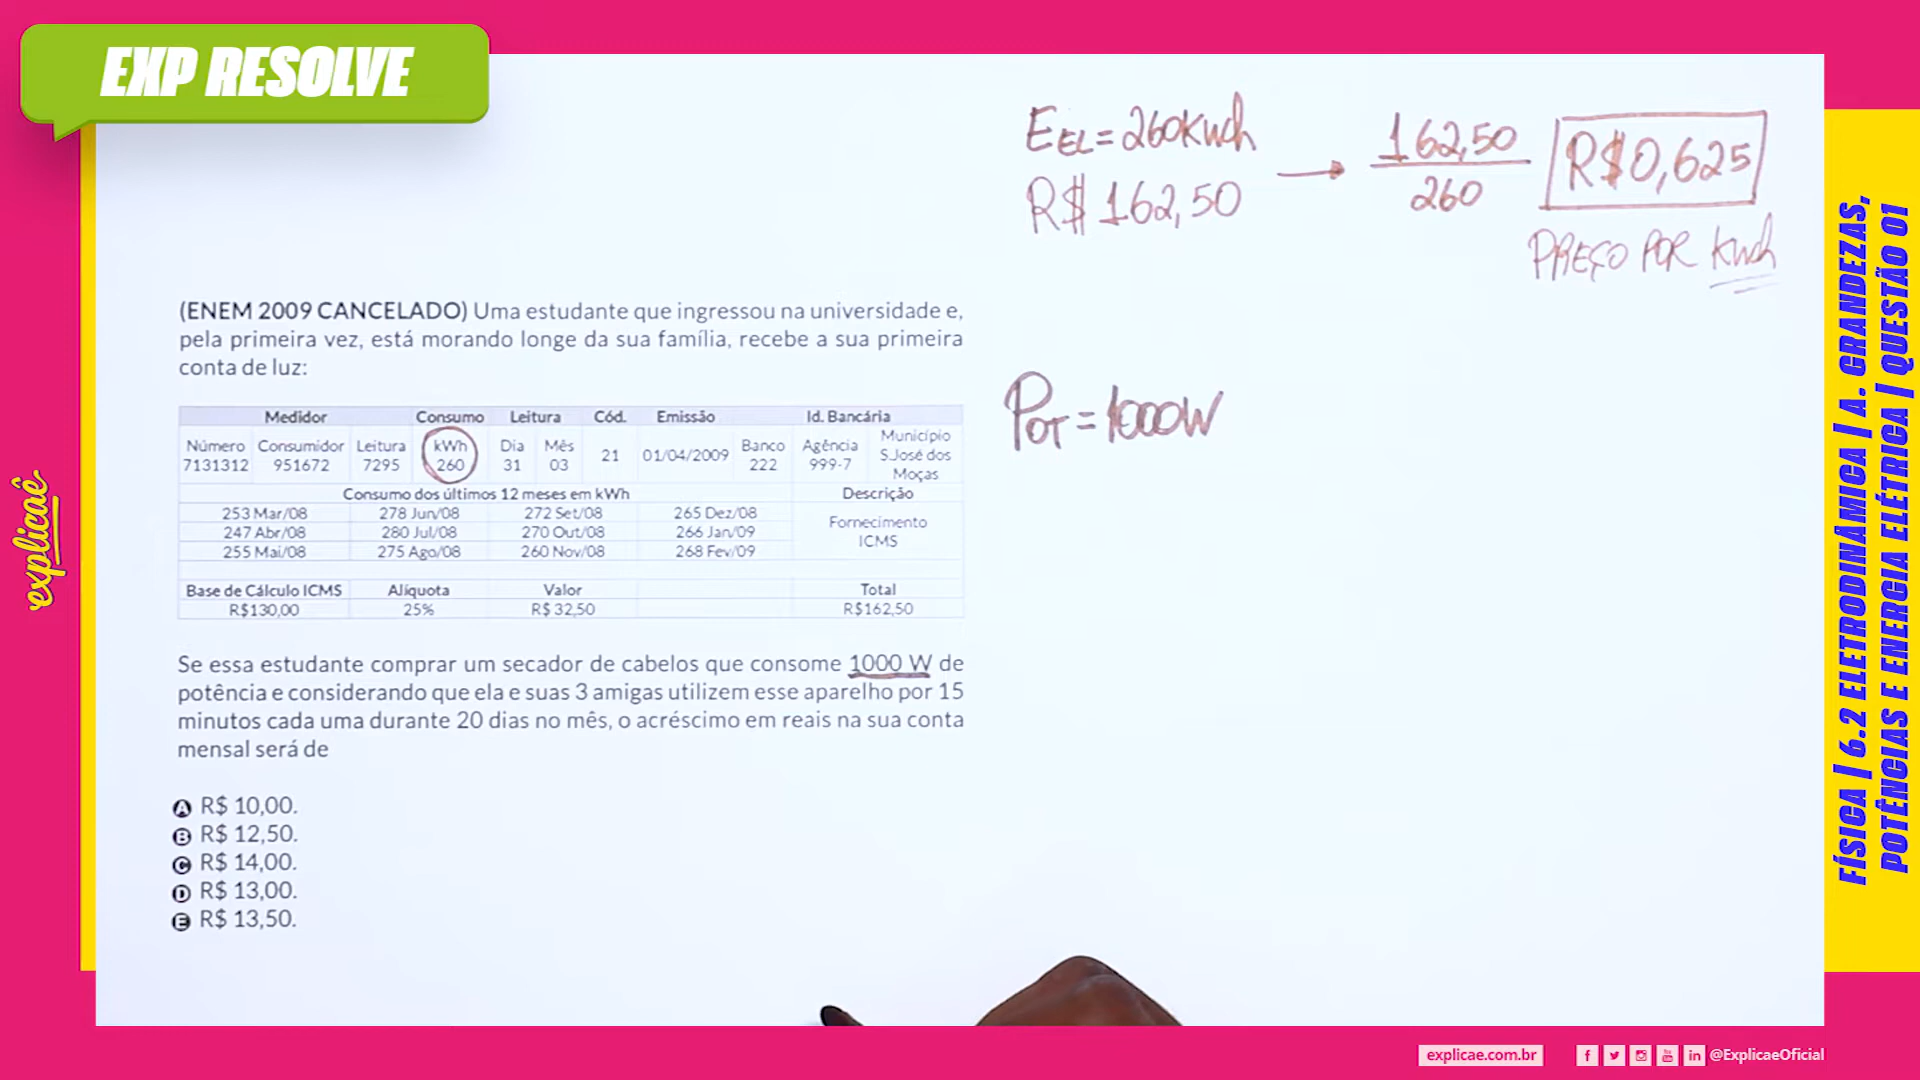 EXP RESOLVE
E EL = 260 Kwh
R$ 162,50
162,50
260
R$ 0,625
PREÇO POR Kwh
(ENEM 2009 CANCELADO) Uma estudante que ingressou na universidade e,
pela primeira vez, está morando longe da sua família, recebe a sua primeira
conta de luz:
Medidor Consumo Leitura Cód. Emissão Id. Bancária
Número 7131312 Consumidor 951672 Leitura 7295 kWh 260 Dia 31 Mês 03 21 01/04/2009 Banco 222 Agência 999-7 Município S.José dos Moças
Consumo dos últimos 12 meses em kWh Descrição
253 Mar/08 278 Jun/08 272 Set/08 265 Dez/08
247 Abr/08 280 Jul/08 270 Out/08 266 Jan/09
255 Mai/08 275 Ago/08 260 Nov/08 268 Fev/09
Fornecimento
ICMS
Base de Cálculo ICMS Alíquota Valor Total
R$130,00 25% R$ 32,50 R$162,50
POT = 1000W
Se essa estudante comprar um secador de cabelos que consome 1000 W de
potência e considerando que ela e suas 3 amigas utilizem esse aparelho por 15
minutos cada uma durante 20 dias no mês, o acréscimo em reais na sua conta
mensal será de
A R$ 10,00.
B R$ 12,50.
C R$ 14,00.
D R$ 13,00.
E R$ 13,50.
explicaê
FÍSICA | 6.2 ELETRODINÂMICA | A. GRANDEZAS,
POTÊNCIAS E ENERGIA ELÉTRICA | QUESTÃO 01
explicae.com.br
@ExplicaeOficial